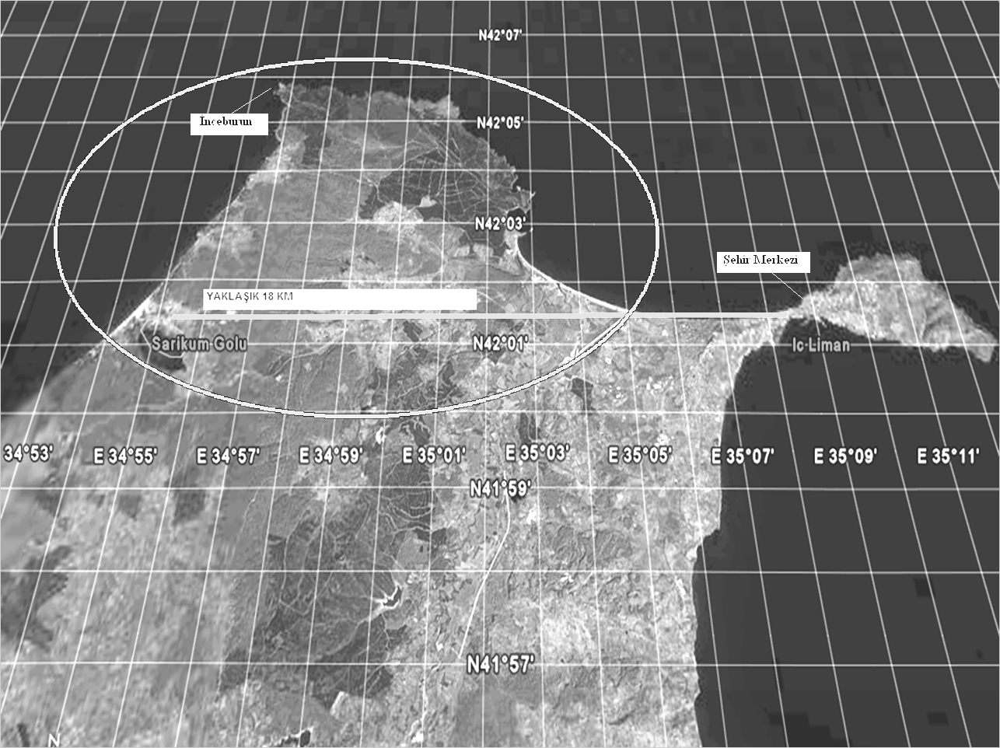 N42°07'
İnceburun
N42°05'
N42°03'
Şehir Merkezi
YAKLAŞIK 18 KM
Sarikum Golu
N42°01'
Ic Liman
34°53'
E 34°55'
E 34°57'
E 34°59'
E 35°01'
E 35°03'
E 35°05'
E 35°07'
E 35°09'
E 35°11'
N41°59'
N41°57'
N